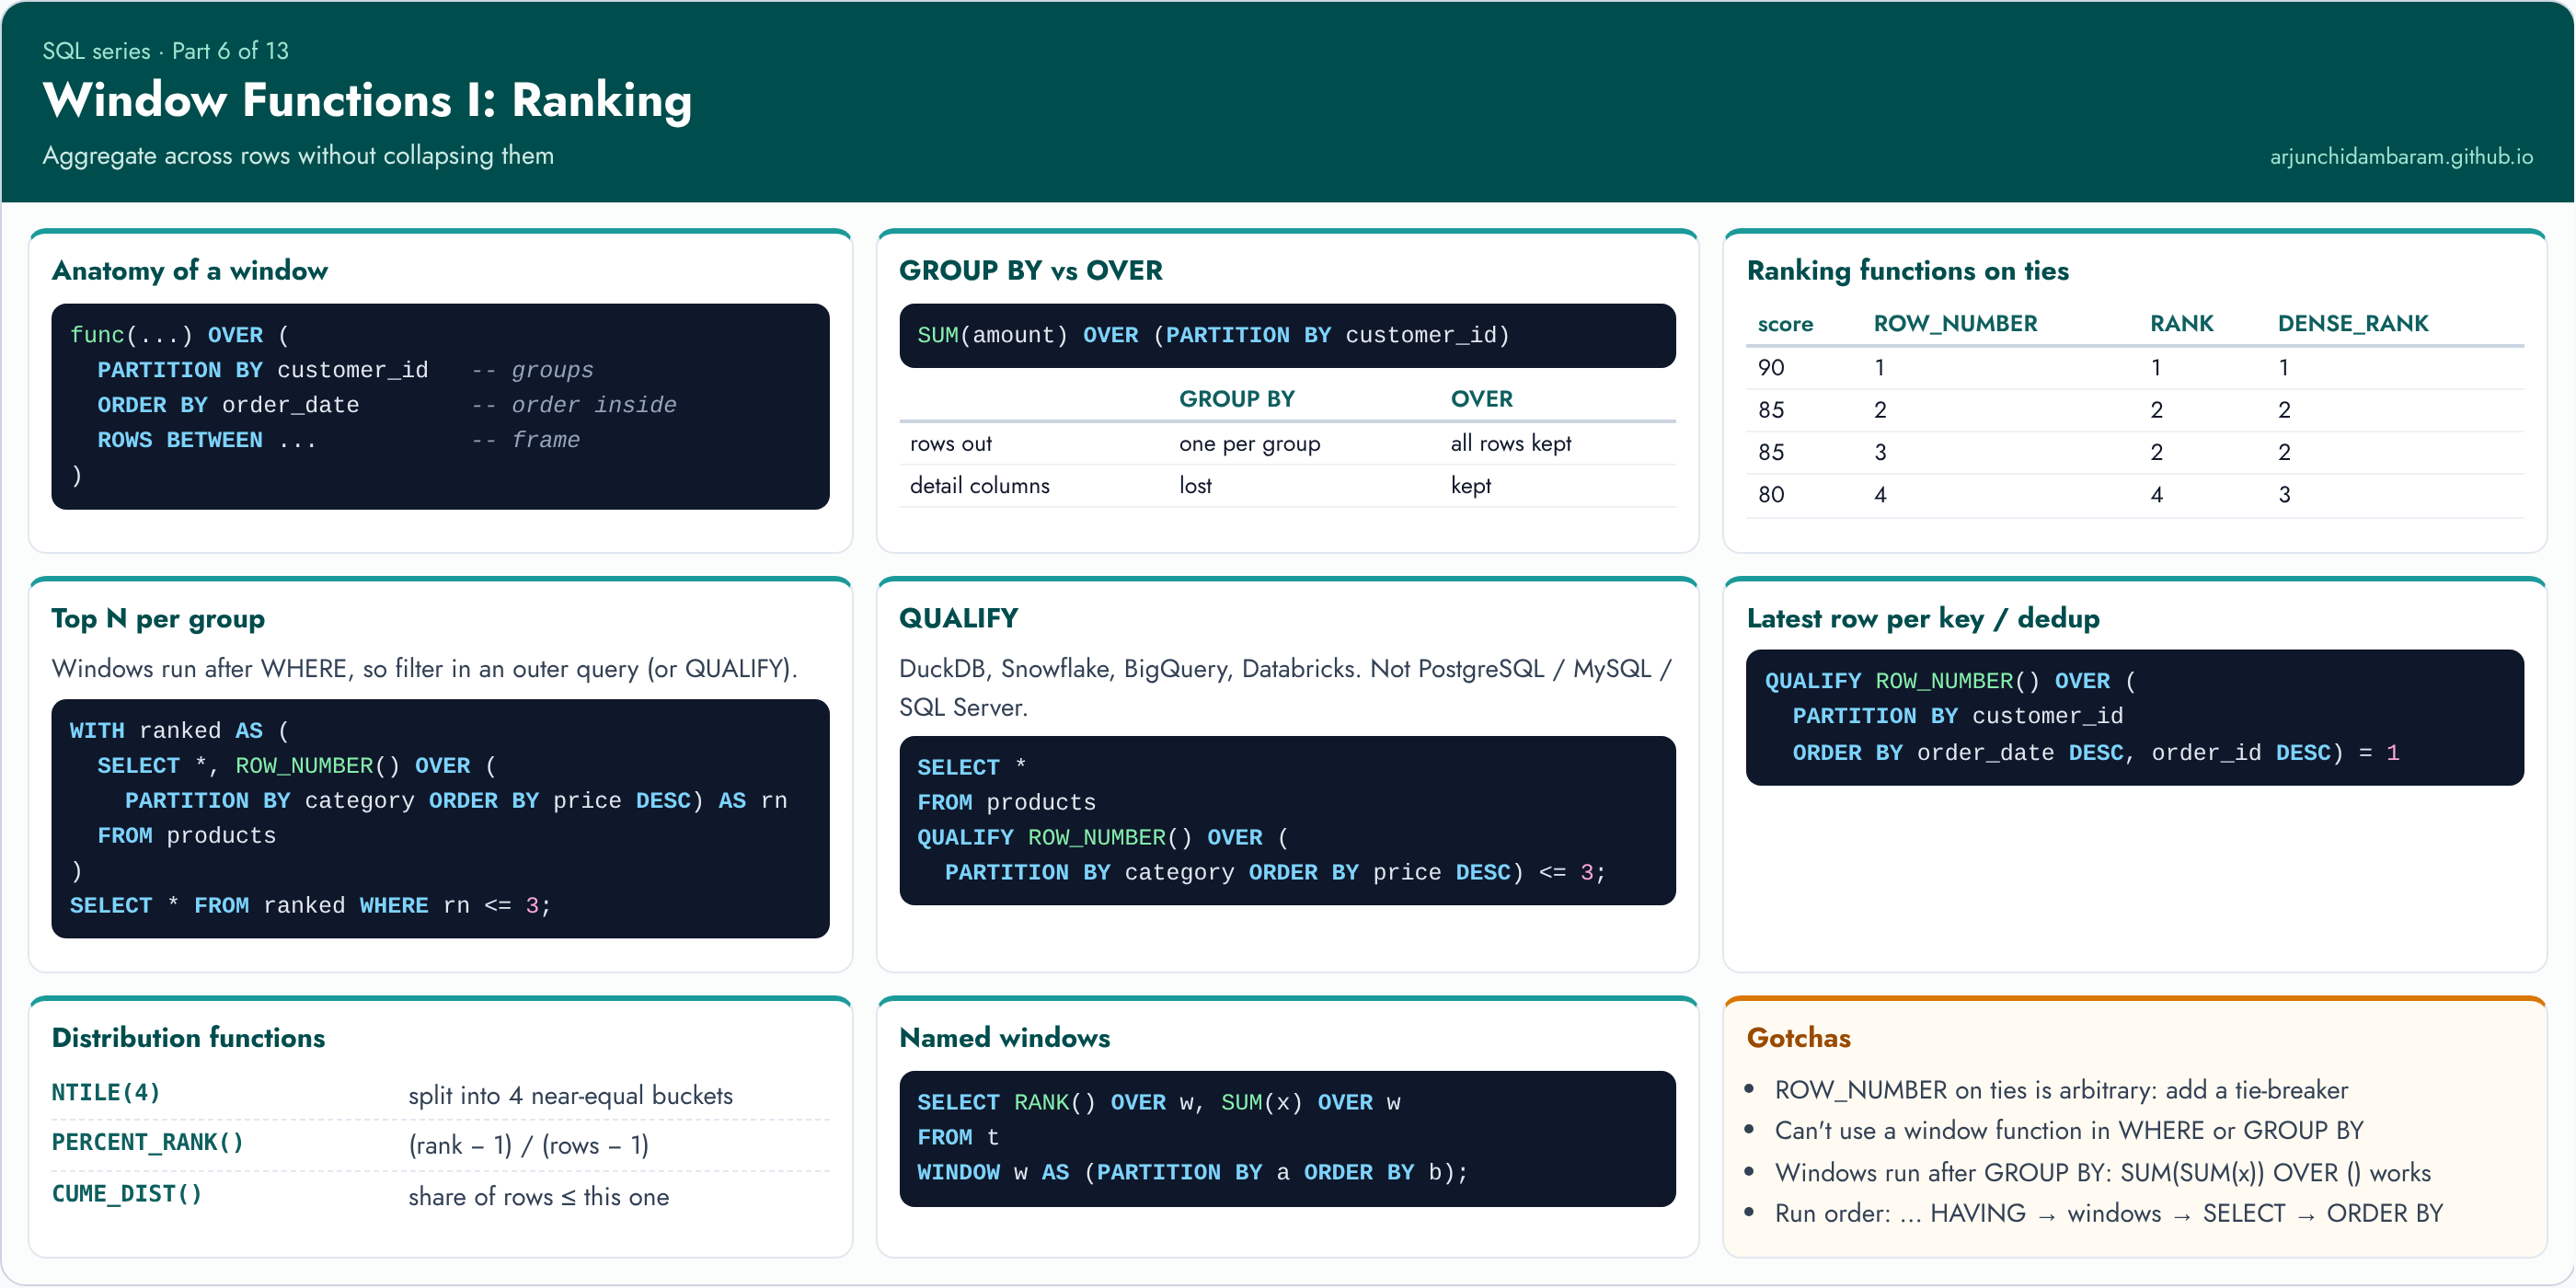 SQL series · Part 6 of 13
Window Functions I: Ranking
Aggregate across rows without collapsing them
arjunchidambaram.github.io
Anatomy of a window
func(...) OVER (
  PARTITION BY customer_id   -- groups
  ORDER BY order_date        -- order inside
  ROWS BETWEEN ...           -- frame
)
GROUP BY vs OVER
SUM(amount) OVER (PARTITION BY customer_id)
GROUP BY OVER
rows out one per group all rows kept
detail columns lost kept
Ranking functions on ties
score ROW_NUMBER RANK DENSE_RANK
90 1 1 1
85 2 2 2
85 3 2 2
80 4 4 3
Top N per group
Windows run after WHERE, so filter in an outer query (or QUALIFY).
WITH ranked AS (
  SELECT *, ROW_NUMBER() OVER (
    PARTITION BY category ORDER BY price DESC) AS rn
  FROM products
)
SELECT * FROM ranked WHERE rn <= 3;
QUALIFY
DuckDB, Snowflake, BigQuery, Databricks. Not PostgreSQL / MySQL /
SQL Server.
SELECT *
FROM products
QUALIFY ROW_NUMBER() OVER (
  PARTITION BY category ORDER BY price DESC) <= 3;
Latest row per key / dedup
QUALIFY ROW_NUMBER() OVER (
  PARTITION BY customer_id
  ORDER BY order_date DESC, order_id DESC) = 1
Distribution functions
NTILE(4) split into 4 near-equal buckets
PERCENT_RANK() (rank − 1) / (rows − 1)
CUME_DIST() share of rows ≤ this one
Named windows
SELECT RANK() OVER w, SUM(x) OVER w
FROM t
WINDOW w AS (PARTITION BY a ORDER BY b);
Gotchas
• ROW_NUMBER on ties is arbitrary: add a tie-breaker
• Can't use a window function in WHERE or GROUP BY
• Windows run after GROUP BY: SUM(SUM(x)) OVER () works
• Run order: … HAVING → windows → SELECT → ORDER BY